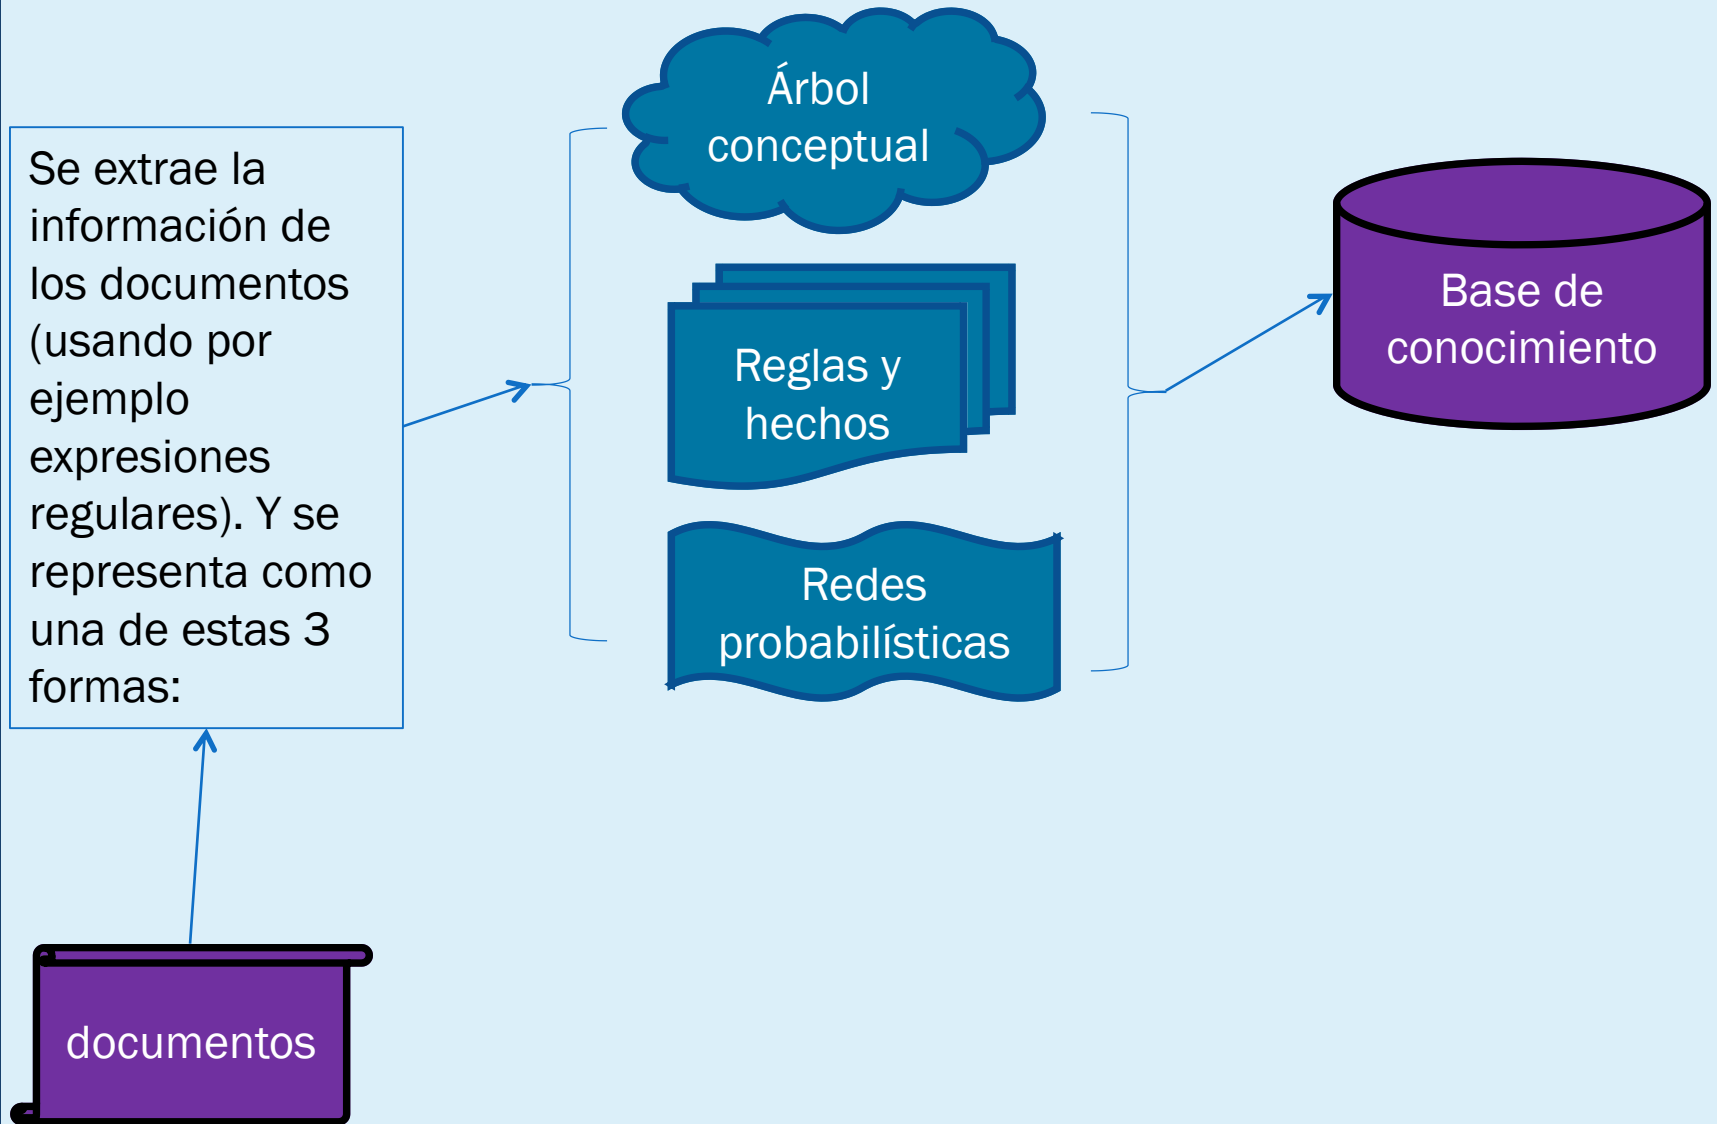 Árbol
conceptual
Se extrae la
información de
los documentos
(usando por
ejemplo
expresiones
regulares). Y se
representa como
una de estas 3
formas:
Reglas y
hechos
Redes
probabilísticas
Base de
conocimiento
documentos